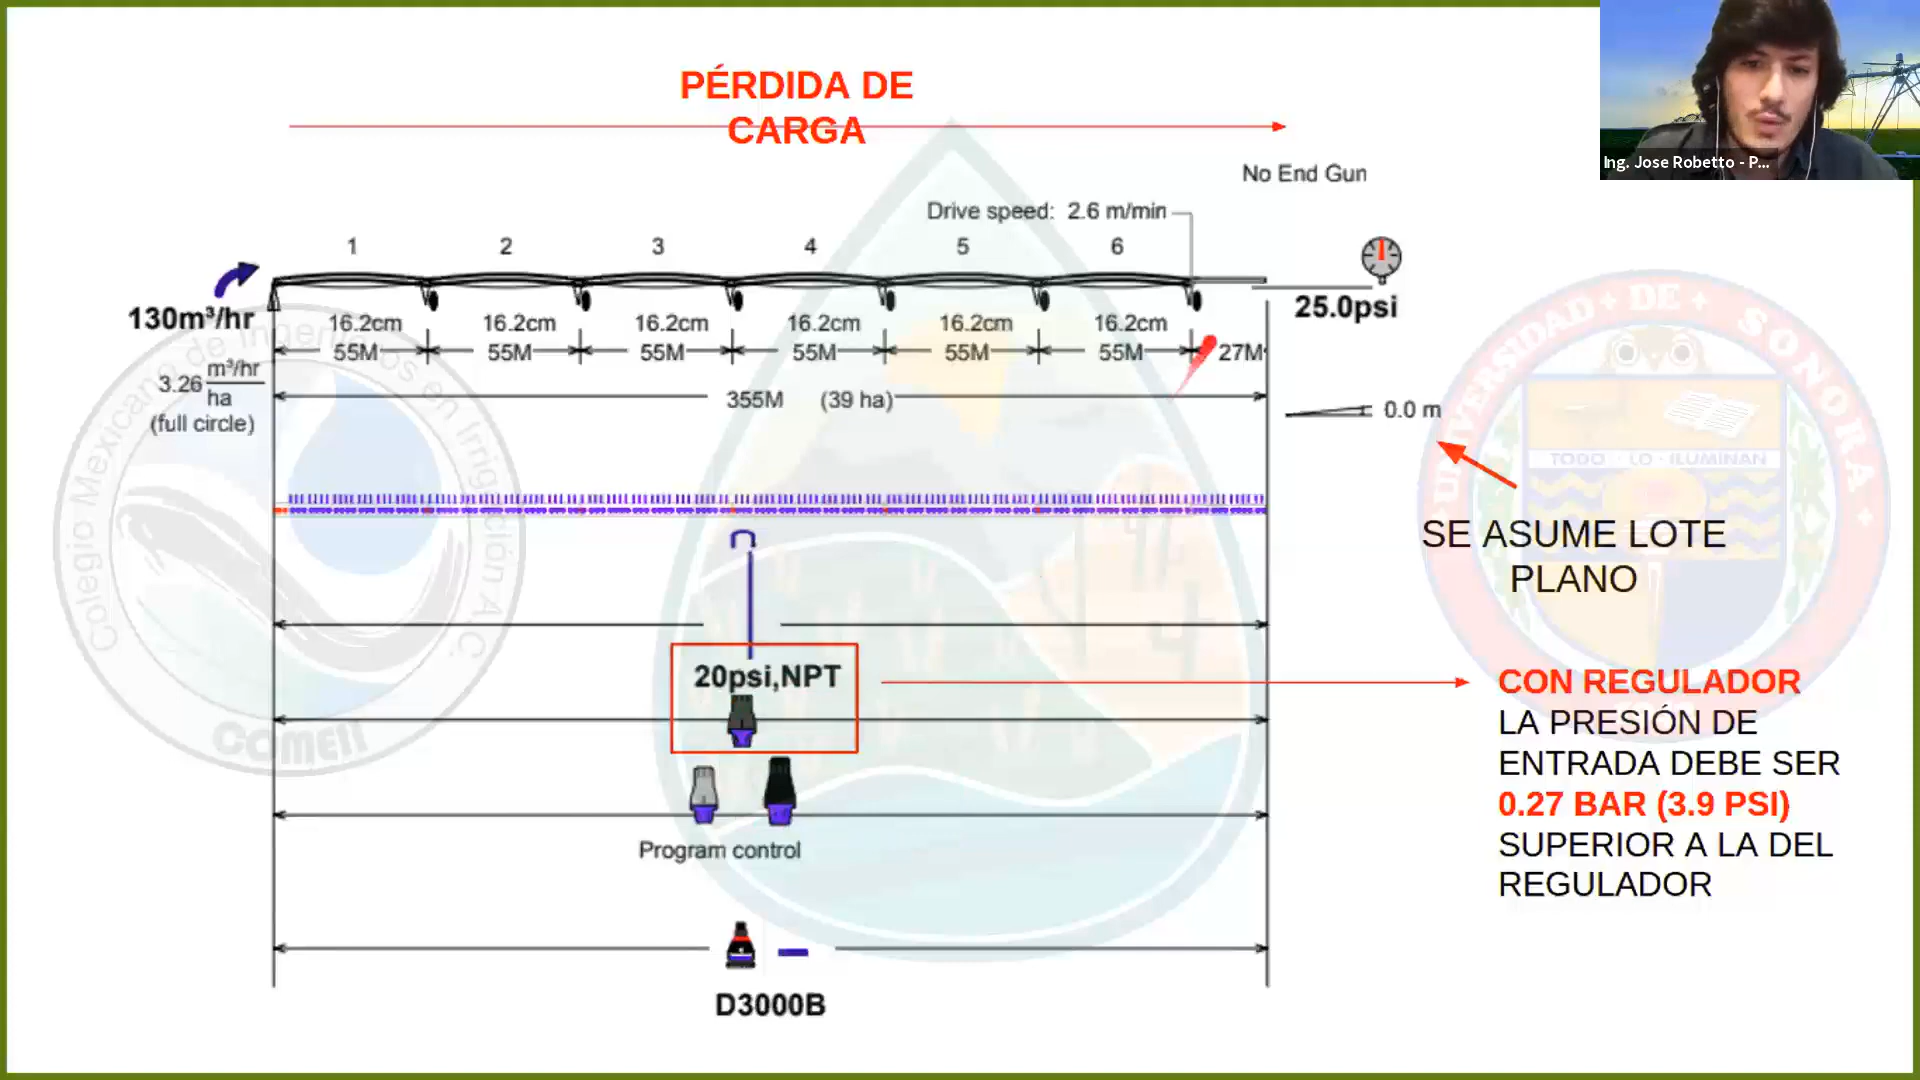 PÉRDIDA DE
CARGA
Ing. Jose Robetto - P...
No End Gun
Drive speed: 2.6 m/min
1 2 3 4 5 6
130m³/hr
25.0psi
16.2cm 16.2cm 16.2cm 16.2cm 16.2cm 16.2cm
55M 55M 55M 55M 55M 55M 27M
3.26 m³/hr
ha
(full circle)
355M (39 ha)
0.0 m
SE ASUME LOTE
PLANO
20psi,NPT
CON REGULADOR
LA PRESIÓN DE
ENTRADA DEBE SER
0.27 BAR (3.9 PSI)
SUPERIOR A LA DEL
REGULADOR
Program control
D3000B
Colegio Mexicano de Ingenieros en Irrigación A.C.
COMEII
UNIVERSIDAD DE SONORA
TODO LO ILUMINAN